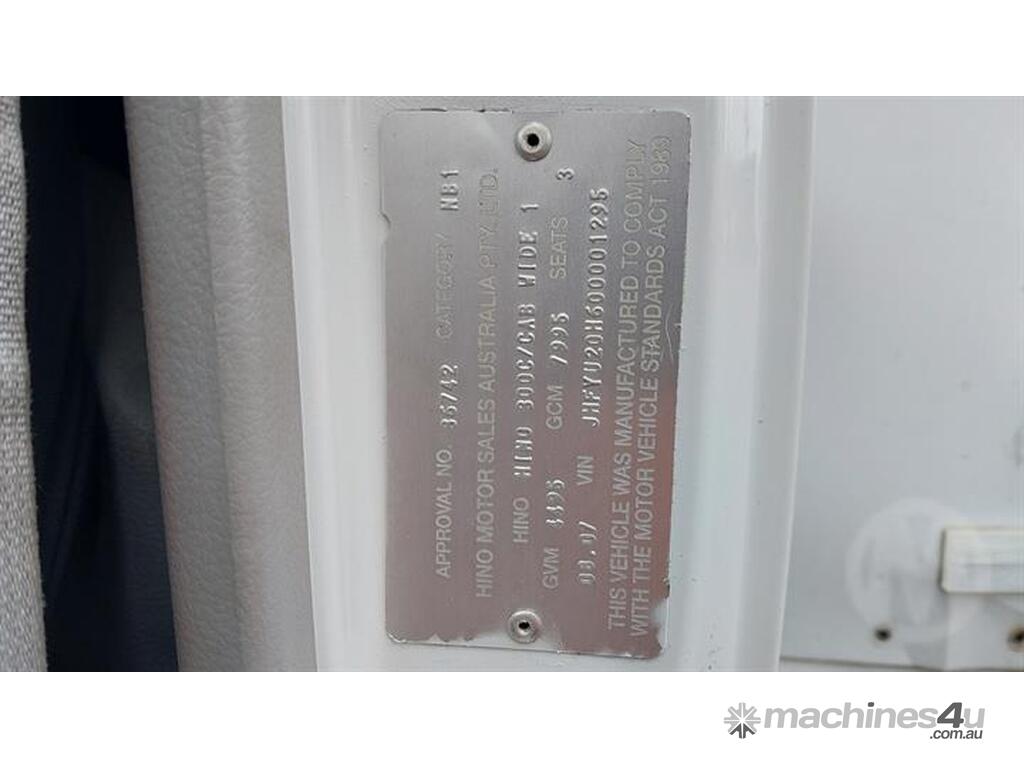 APPROVAL NO. 36742 CATEGORY NB1
HINO MOTOR SALES AUSTRALIA PTY. LTD.
HINO HINO 300C/CAB WIDE 1
GVM 4495 GCM 7995 SEATS 3
08.07 VIN JHFYU20H600001295
THIS VEHICLE WAS MANUFACTURED TO COMPLY
WITH THE MOTOR VEHICLE STANDARDS ACT 1989
machines4u
.com.au